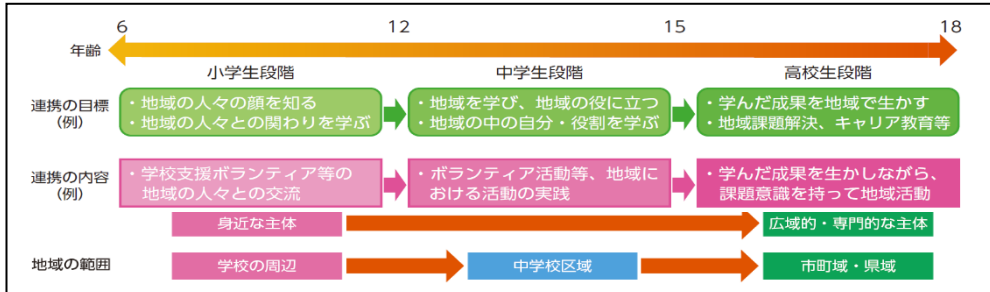 6 12 15 18
年齢
小学生段階 中学生段階 高校生段階
連携の目標
(例)
・地域の人々の顔を知る
・地域の人々との関わりを学ぶ
・地域を学び、地域の役に立つ
・地域の中の自分・役割を学ぶ
・学んだ成果を地域で生かす
・地域課題解決、キャリア教育等
連携の内容
(例)
・学校支援ボランティア等の
地域の人々との交流
・ボランティア活動等、地域に
おける活動の実践
・学んだ成果を生かしながら、
課題意識を持って地域活動
身近な主体 広域的・専門的な主体
地域の範囲 学校の周辺 中学校区域 市町域・県域